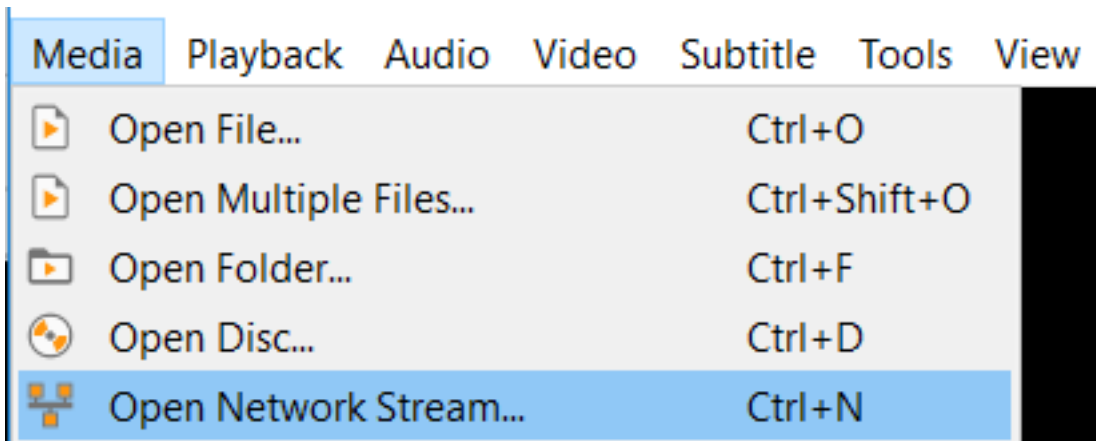 Media Playback Audio Video Subtitle Tools View
Open File... Ctrl+O
Open Multiple Files... Ctrl+Shift+O
Open Folder... Ctrl+F
Open Disc... Ctrl+D
Open Network Stream... Ctrl+N